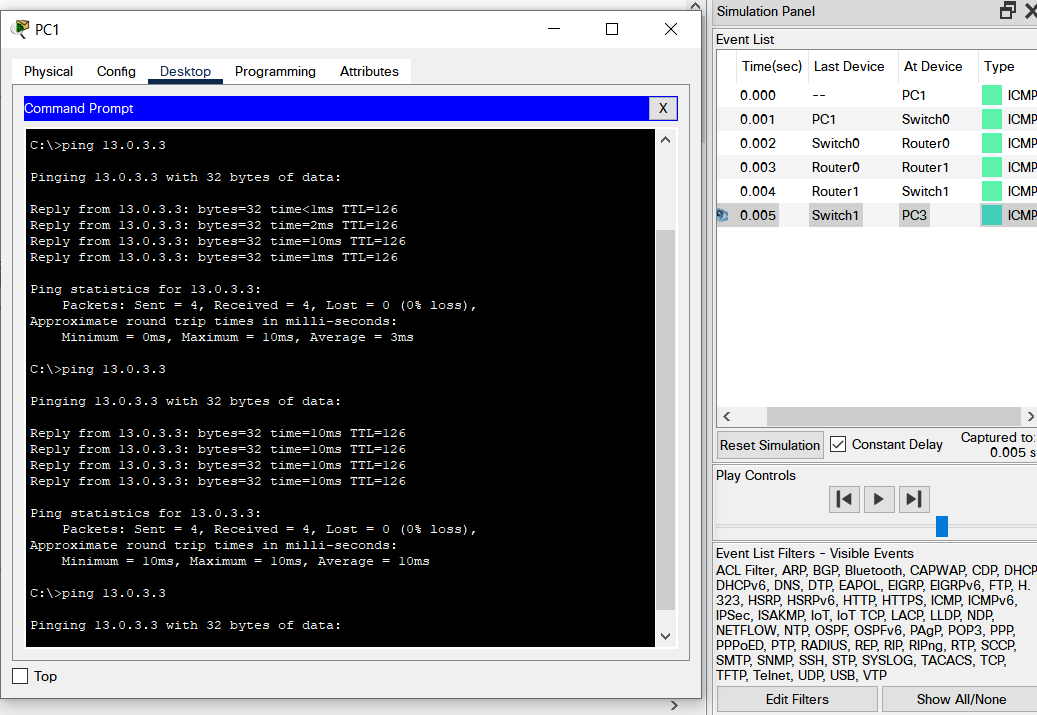 PC1
Physical Config Desktop Programming Attributes
Command Prompt X
C:\>ping 13.0.3.3
Pinging 13.0.3.3 with 32 bytes of data:
Reply from 13.0.3.3: bytes=32 time<1ms TTL=126
Reply from 13.0.3.3: bytes=32 time=2ms TTL=126
Reply from 13.0.3.3: bytes=32 time=10ms TTL=126
Reply from 13.0.3.3: bytes=32 time=1ms TTL=126
Ping statistics for 13.0.3.3:
Packets: Sent = 4, Received = 4, Lost = 0 (0% loss),
Approximate round trip times in milli-seconds:
Minimum = 0ms, Maximum = 10ms, Average = 3ms
C:\>ping 13.0.3.3
Pinging 13.0.3.3 with 32 bytes of data:
Reply from 13.0.3.3: bytes=32 time=10ms TTL=126
Reply from 13.0.3.3: bytes=32 time=10ms TTL=126
Reply from 13.0.3.3: bytes=32 time=10ms TTL=126
Reply from 13.0.3.3: bytes=32 time=10ms TTL=126
Ping statistics for 13.0.3.3:
Packets: Sent = 4, Received = 4, Lost = 0 (0% loss),
Approximate round trip times in milli-seconds:
Minimum = 10ms, Maximum = 10ms, Average = 10ms
C:\>ping 13.0.3.3
Pinging 13.0.3.3 with 32 bytes of data:
Top
Simulation Panel
Event List
Time(sec) Last Device At Device Type
0.000 -- PC1 ICMP
0.001 PC1 Switch0 ICMP
0.002 Switch0 Router0 ICMP
0.003 Router0 Router1 ICMP
0.004 Router1 Switch1 ICMP
0.005 Switch1 PC3 ICMP
Reset Simulation Constant Delay Captured to:
0.005 s
Play Controls
Event List Filters - Visible Events
ACL Filter, ARP, BGP, Bluetooth, CAPWAP, CDP, DHCP
DHCPv6, DNS, DTP, EAPOL, EIGRP, EIGRPv6, FTP, H.
323, HSRP, HSRPv6, HTTP, HTTPS, ICMP, ICMPv6,
IPSec, ISAKMP, IoT, IoT TCP, LACP, LLDP, NDP,
NETFLOW, NTP, OSPF, OSPFv6, PAgP, POP3, PPP,
PPPoED, PTP, RADIUS, REP, RIP, RIPng, RTP, SCCP,
SMTP, SNMP, SSH, STP, SYSLOG, TACACS, TCP,
TFTP, Telnet, UDP, USB, VTP
Edit Filters Show All/None